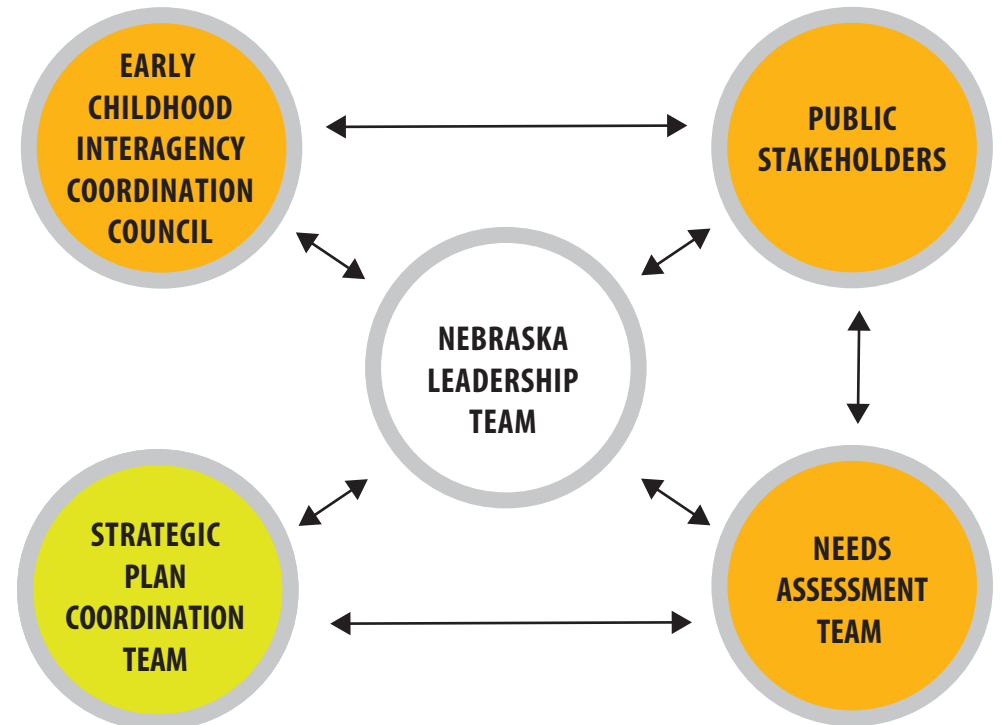 EARLY
CHILDHOOD
INTERAGENCY
COORDINATION
COUNCIL
PUBLIC
STAKEHOLDERS
NEBRASKA
LEADERSHIP
TEAM
STRATEGIC
PLAN
COORDINATION
TEAM
NEEDS
ASSESSMENT
TEAM